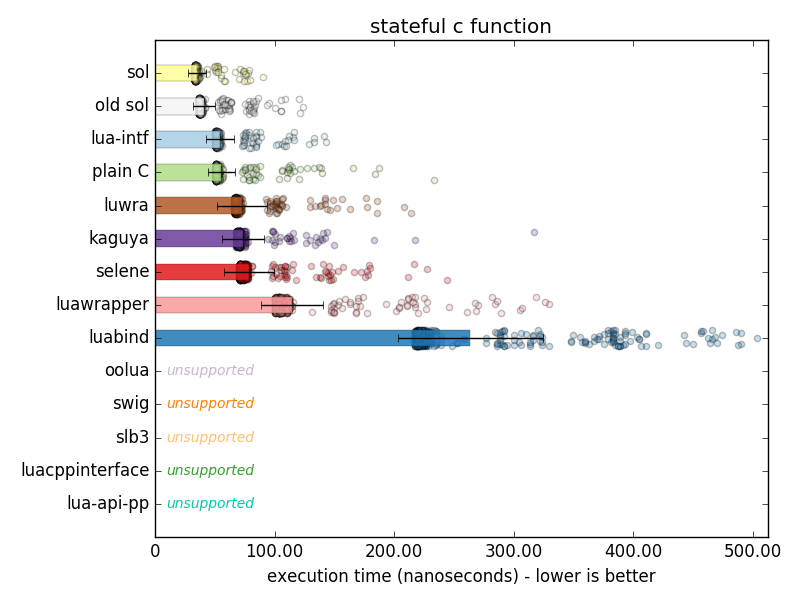 stateful c function
sol
old sol
lua-intf
plain C
luwra
kaguya
selene
luawrapper
luabind
oolua unsupported
swig unsupported
slb3 unsupported
luacppinterface unsupported
lua-api-pp unsupported
0 100.00 200.00 300.00 400.00 500.00
execution time (nanoseconds) - lower is better